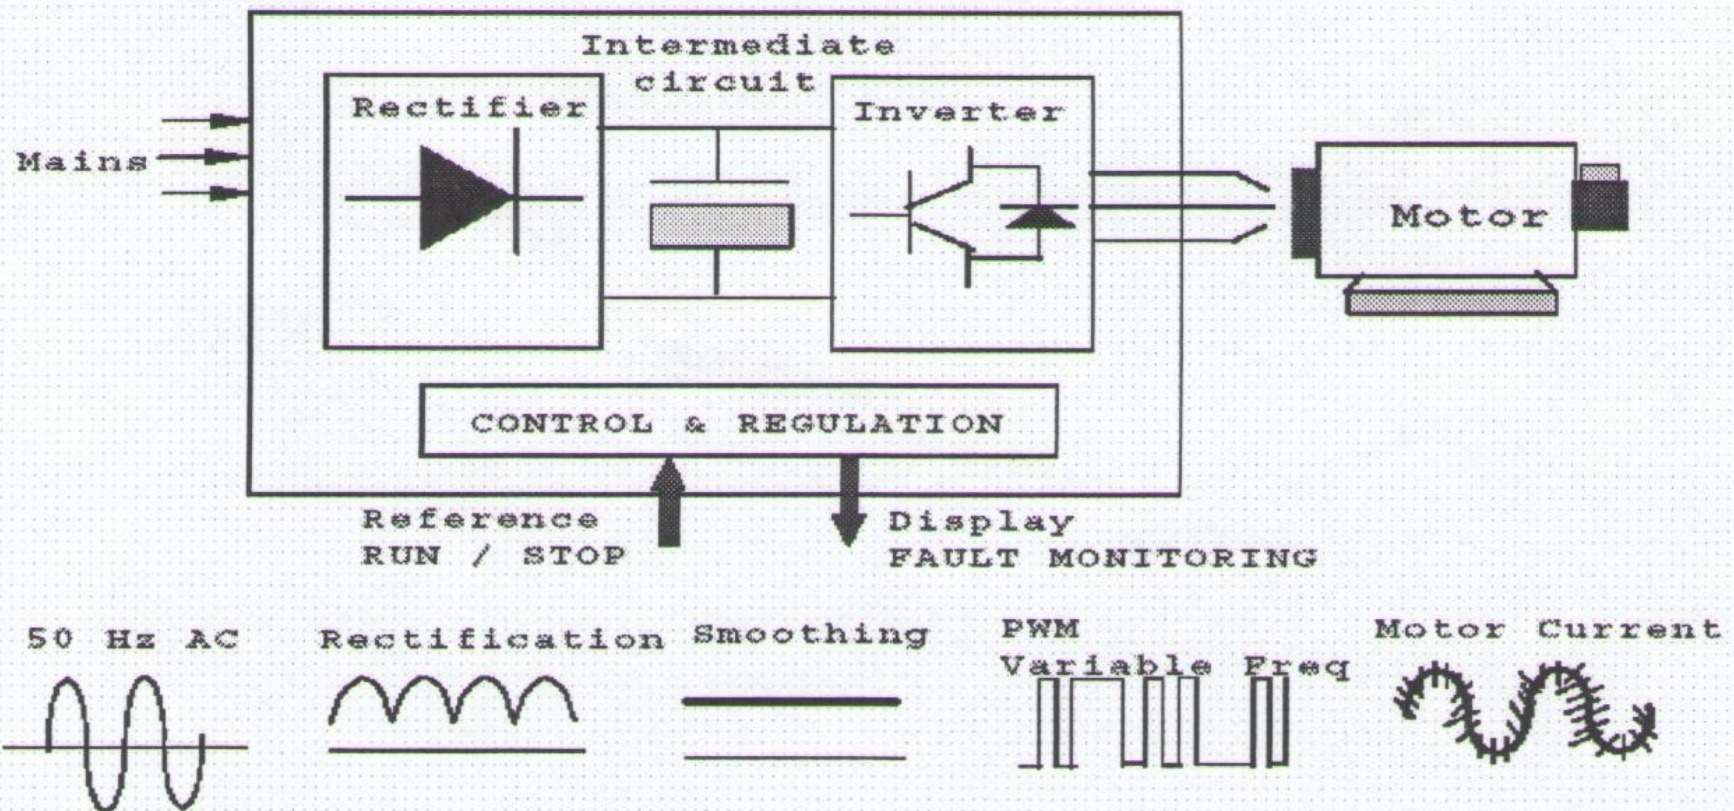 Intermediate
circuit
Rectifier
Inverter
Mains
Motor
CONTROL & REGULATION
Reference
RUN / STOP
Display
FAULT MONITORING
50 Hz AC
Rectification
Smoothing
PWM
Variable Freq
Motor Current